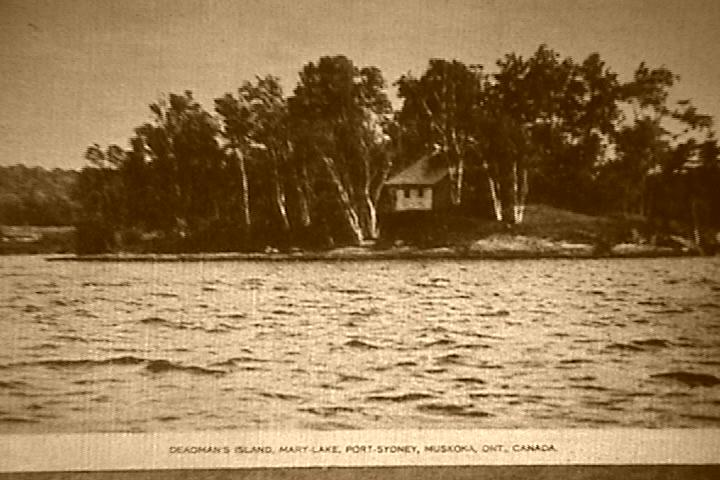 DEADMAN'S ISLAND, MARY-LAKE, PORT-SYDNEY, MUSKOKA, ONT., CANADA.